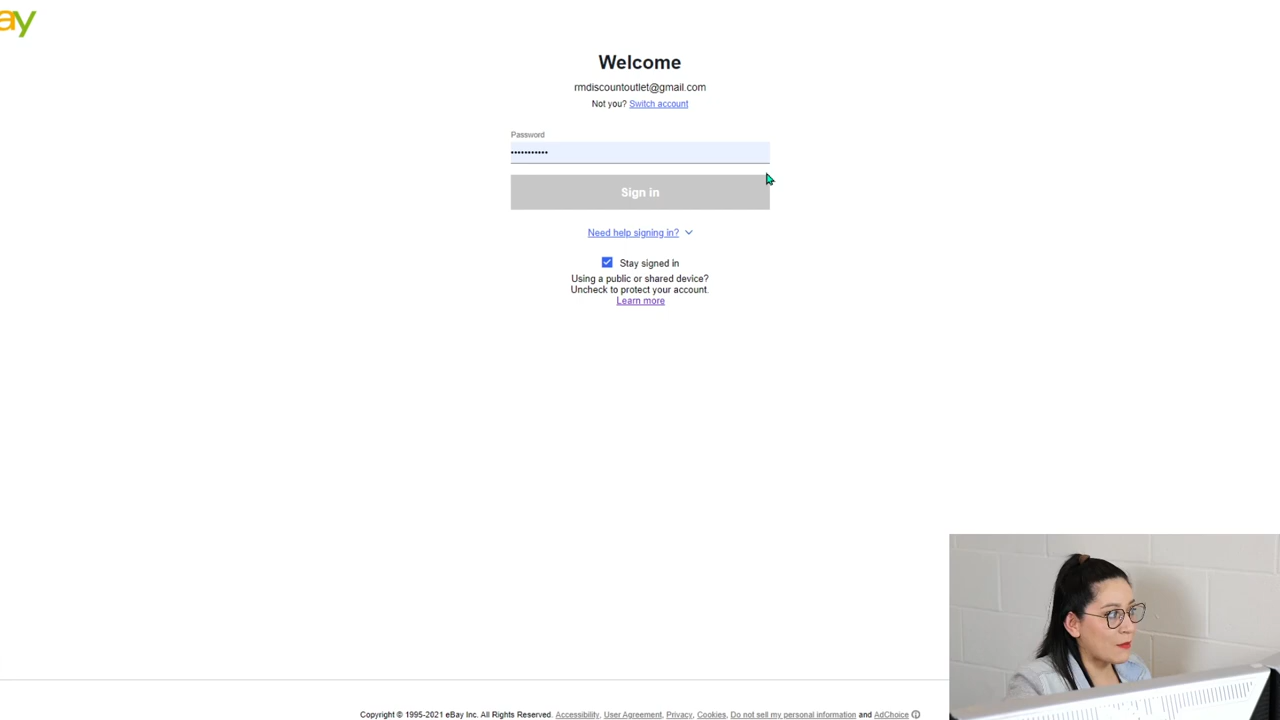 ay
Welcome
rmdiscountoutlet@gmail.com
Not you? Switch account
Password
•••••••••••
Sign in
Need help signing in?
Stay signed in
Using a public or shared device?
Uncheck to protect your account.
Learn more
Copyright © 1995-2021 eBay Inc. All Rights Reserved. Accessibility, User Agreement, Privacy, Cookies, Do not sell my personal information and AdChoice